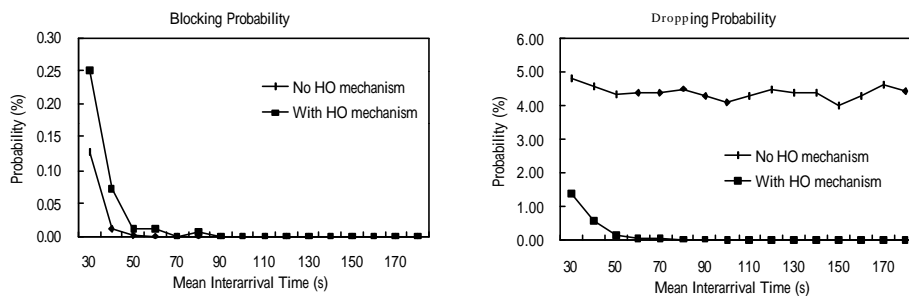 Blocking Probability
0.30
0.25
0.20
0.15
0.10
0.05
0.00
Probability (%)
No HO mechanism
With HO mechanism
30 50 70 90 110 130 150 170
Mean Interarrival Time (s)
Dropping Probability
6.00
5.00
4.00
3.00
2.00
1.00
0.00
Probability (%)
No HO mechanism
With HO mechanism
30 50 70 90 110 130 150 170
Mean Interarrival Time (s)